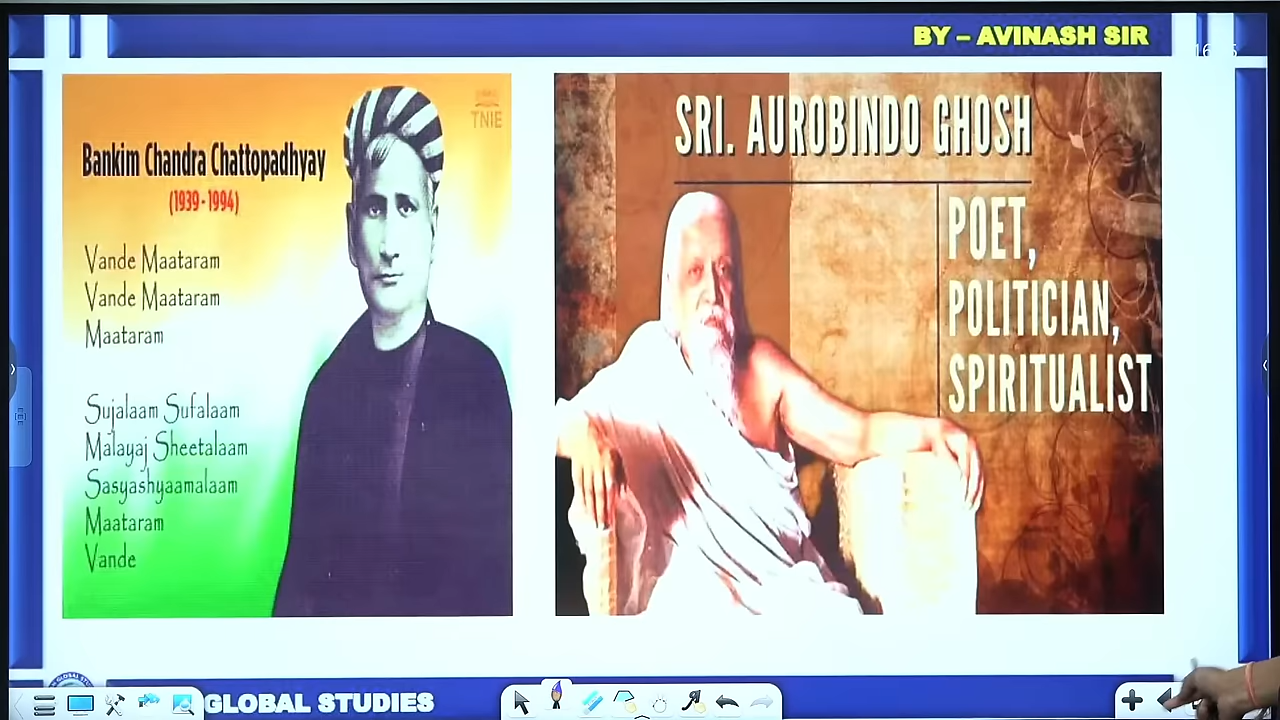 BY – AVINASH SIR
TNIE
Bankim Chandra Chattopadhyay
(1939-1994)
Vande Maataram
Vande Maataram
Maataram
Sujalaam Sufalaam
Malayaj Sheetalaam
Sasyashyaamalaam
Maataram
Vande
SRI. AUROBINDO GHOSH
POET,
POLITICIAN,
SPIRITUALIST
GLOBAL STUDIES